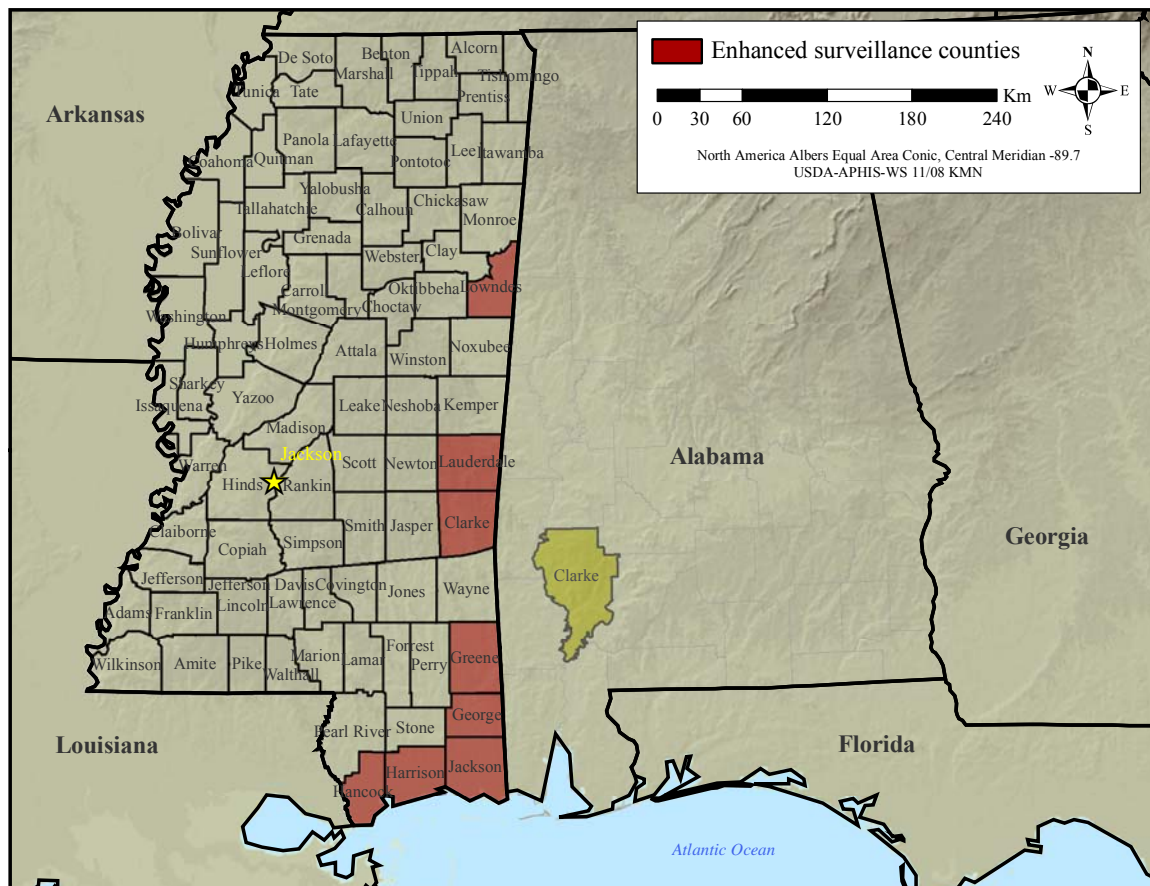 Enhanced surveillance counties
Km
0 30 60 120 180 240
N
W E
S
North America Albers Equal Area Conic, Central Meridian -89.7
USDA-APHIS-WS 11/08 KMN
Arkansas
Alabama
Georgia
Louisiana
Florida
Atlantic Ocean
Alcorn
De Soto
Benton
Marshall
Tippah
Tishomingo
Tunica
Tate
Prentiss
Union
Panola
Lafayette
Coahoma
Quitman
Pontotoc
Lee
Itawamba
Yalobusha
Tallahatchie
Calhoun
Chickasaw
Monroe
Bolivar
Sunflower
Grenada
Leflore
Webster
Clay
Carrol
Montgomery
Choctaw
Oktibbeha
Lowndes
Washington
Humphreys
Holmes
Attala
Winston
Noxubee
Sharkey
Issaquena
Yazoo
Leake
Neshoba
Kemper
Madison
Jackson
Warren
Hinds
Rankin
Scott
Newton
Lauderdale
Claiborne
Copiah
Simpson
Smith
Jasper
Clarke
Clarke
Jefferson
Jefferson
Davis
Covington
Lincoln
Lawrence
Jones
Wayne
Adams
Franklin
Wilkinson
Amite
Pike
Walthall
Marion
Lamar
Forrest
Perry
Greene
Pearl River
Stone
George
Hancock
Harrison
Jackson